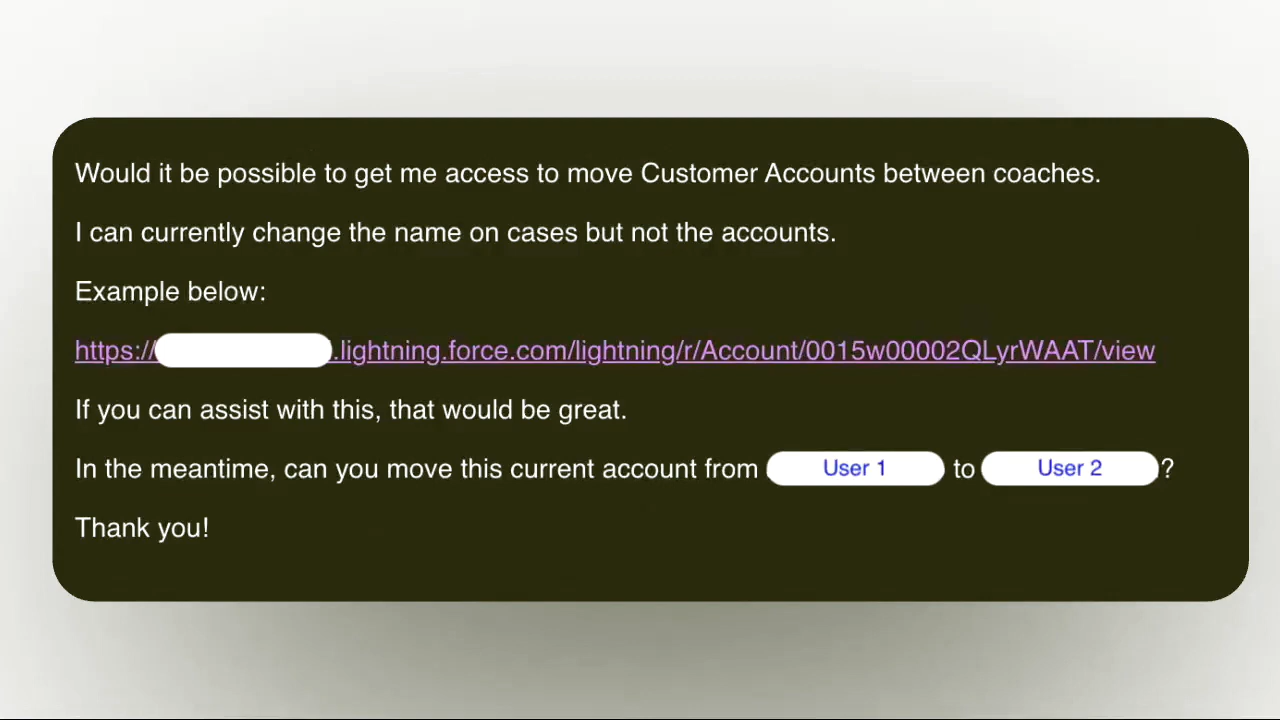 Would it be possible to get me access to move Customer Accounts between coaches.
I can currently change the name on cases but not the accounts.
Example below:
https:// .lightning.force.com/lightning/r/Account/0015w00002QLyrWAAT/view
If you can assist with this, that would be great.
In the meantime, can you move this current account from User 1 to User 2 ?
Thank you!